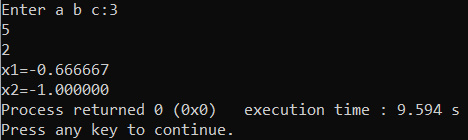 Enter a b c:3
5
2
x1=-0.666667
x2=-1.000000
Process returned 0 (0x0)   execution time : 9.594 s
Press any key to continue.